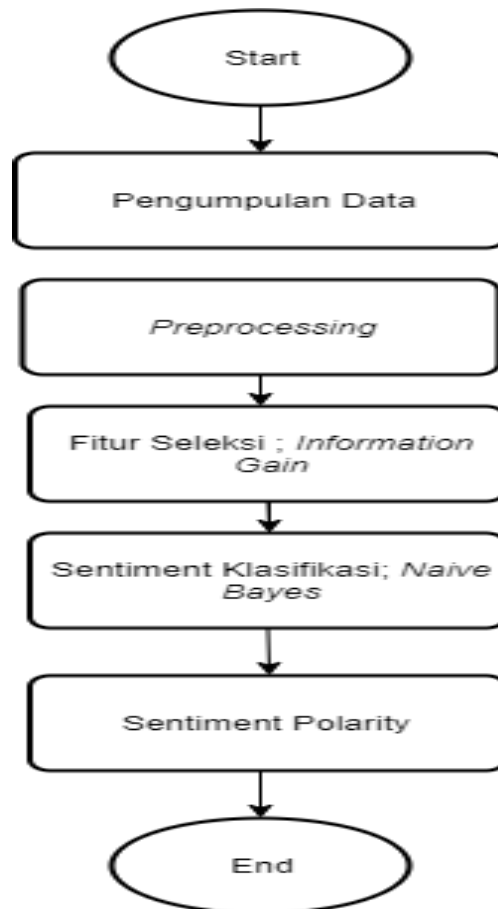 Start
Pengumpulan Data
Preprocessing
Fitur Seleksi ; Information
Gain
Sentiment Klasifikasi; Naive
Bayes
Sentiment Polarity
End